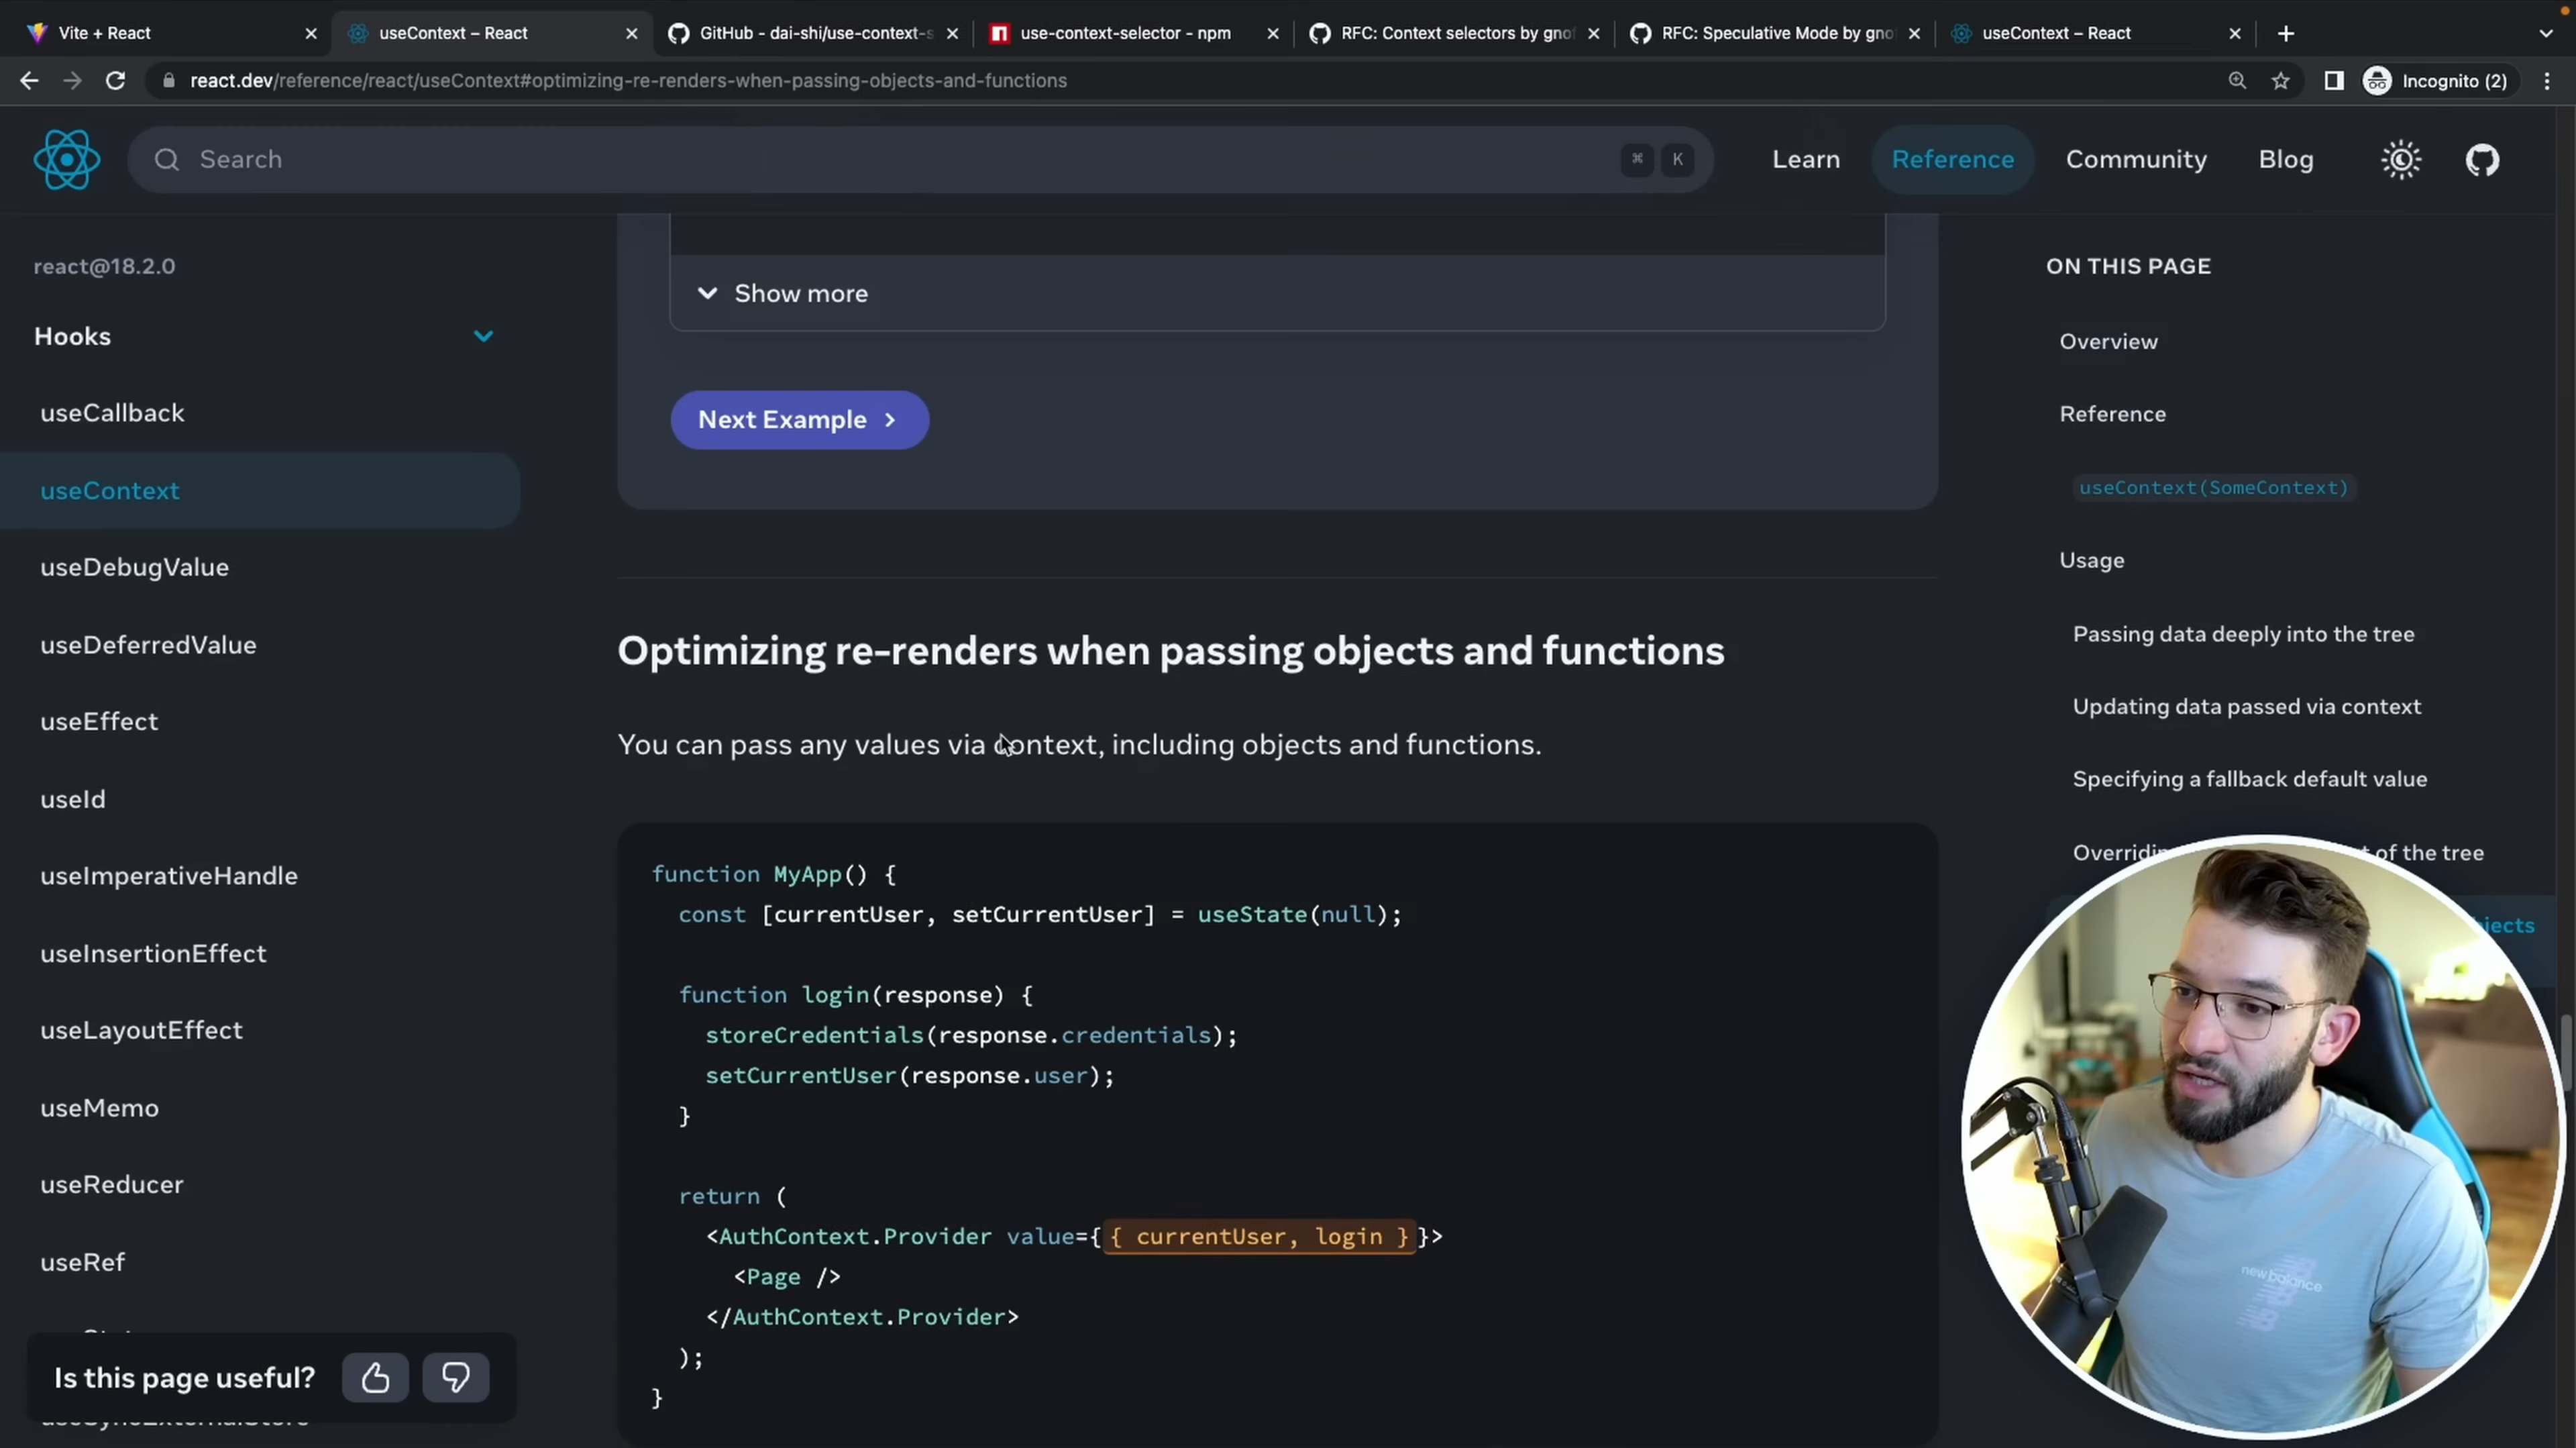 Vite + React
useContext – React
GitHub - dai-shi/use-context-s
use-context-selector - npm
RFC: Context selectors by gnof
RFC: Speculative Mode by gno
useContext – React
react.dev/reference/react/useContext#optimizing-re-renders-when-passing-objects-and-functions
Incognito (2)
Search
⌘ K
Learn
Reference
Community
Blog
react@18.2.0
Hooks
useCallback
useContext
useDebugValue
useDeferredValue
useEffect
useId
useImperativeHandle
useInsertionEffect
useLayoutEffect
useMemo
useReducer
useRef
Is this page useful?
Show more
Next Example
Optimizing re-renders when passing objects and functions
You can pass any values via context, including objects and functions.
function MyApp() {
const [currentUser, setCurrentUser] = useState(null);
function login(response) {
storeCredentials(response.credentials);
setCurrentUser(response.user);
}
return (
<AuthContext.Provider value={{ currentUser, login }}>
<Page />
</AuthContext.Provider>
);
}
ON THIS PAGE
Overview
Reference
useContext(SomeContext)
Usage
Passing data deeply into the tree
Updating data passed via context
Specifying a fallback default value
of the tree
new balance